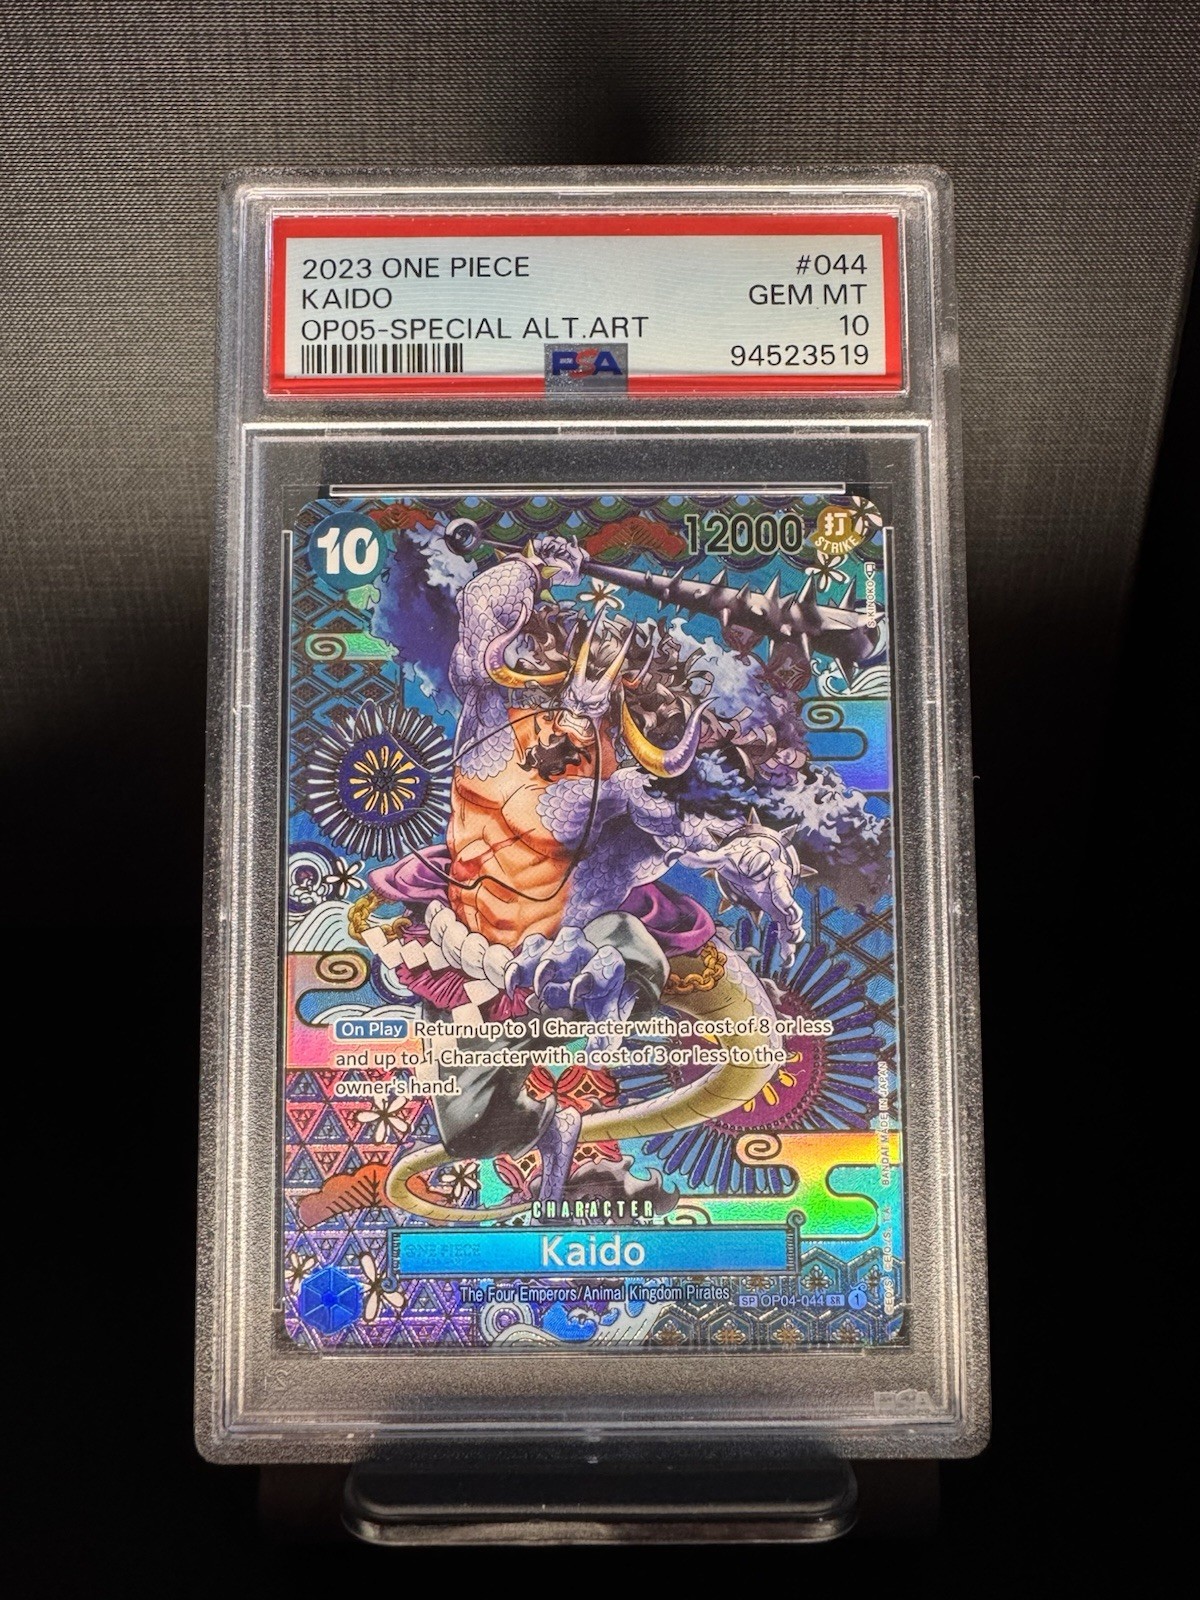 2023 ONE PIECE #044
KAIDO GEM MT
OP05-SPECIAL ALT.ART 10
94523519
PSA
10
12000
打
STRIKE
On Play Return up to 1 Character with a cost of 8 or less
and up to 1 Character with a cost of 3 or less to the
owner's hand.
BANDAI MADE IN JAPAN
CHARACTER
ONE PIECE
Kaido
The Four Emperors/Animal Kingdom Pirates
SP OP04-044 SR 1
PSA